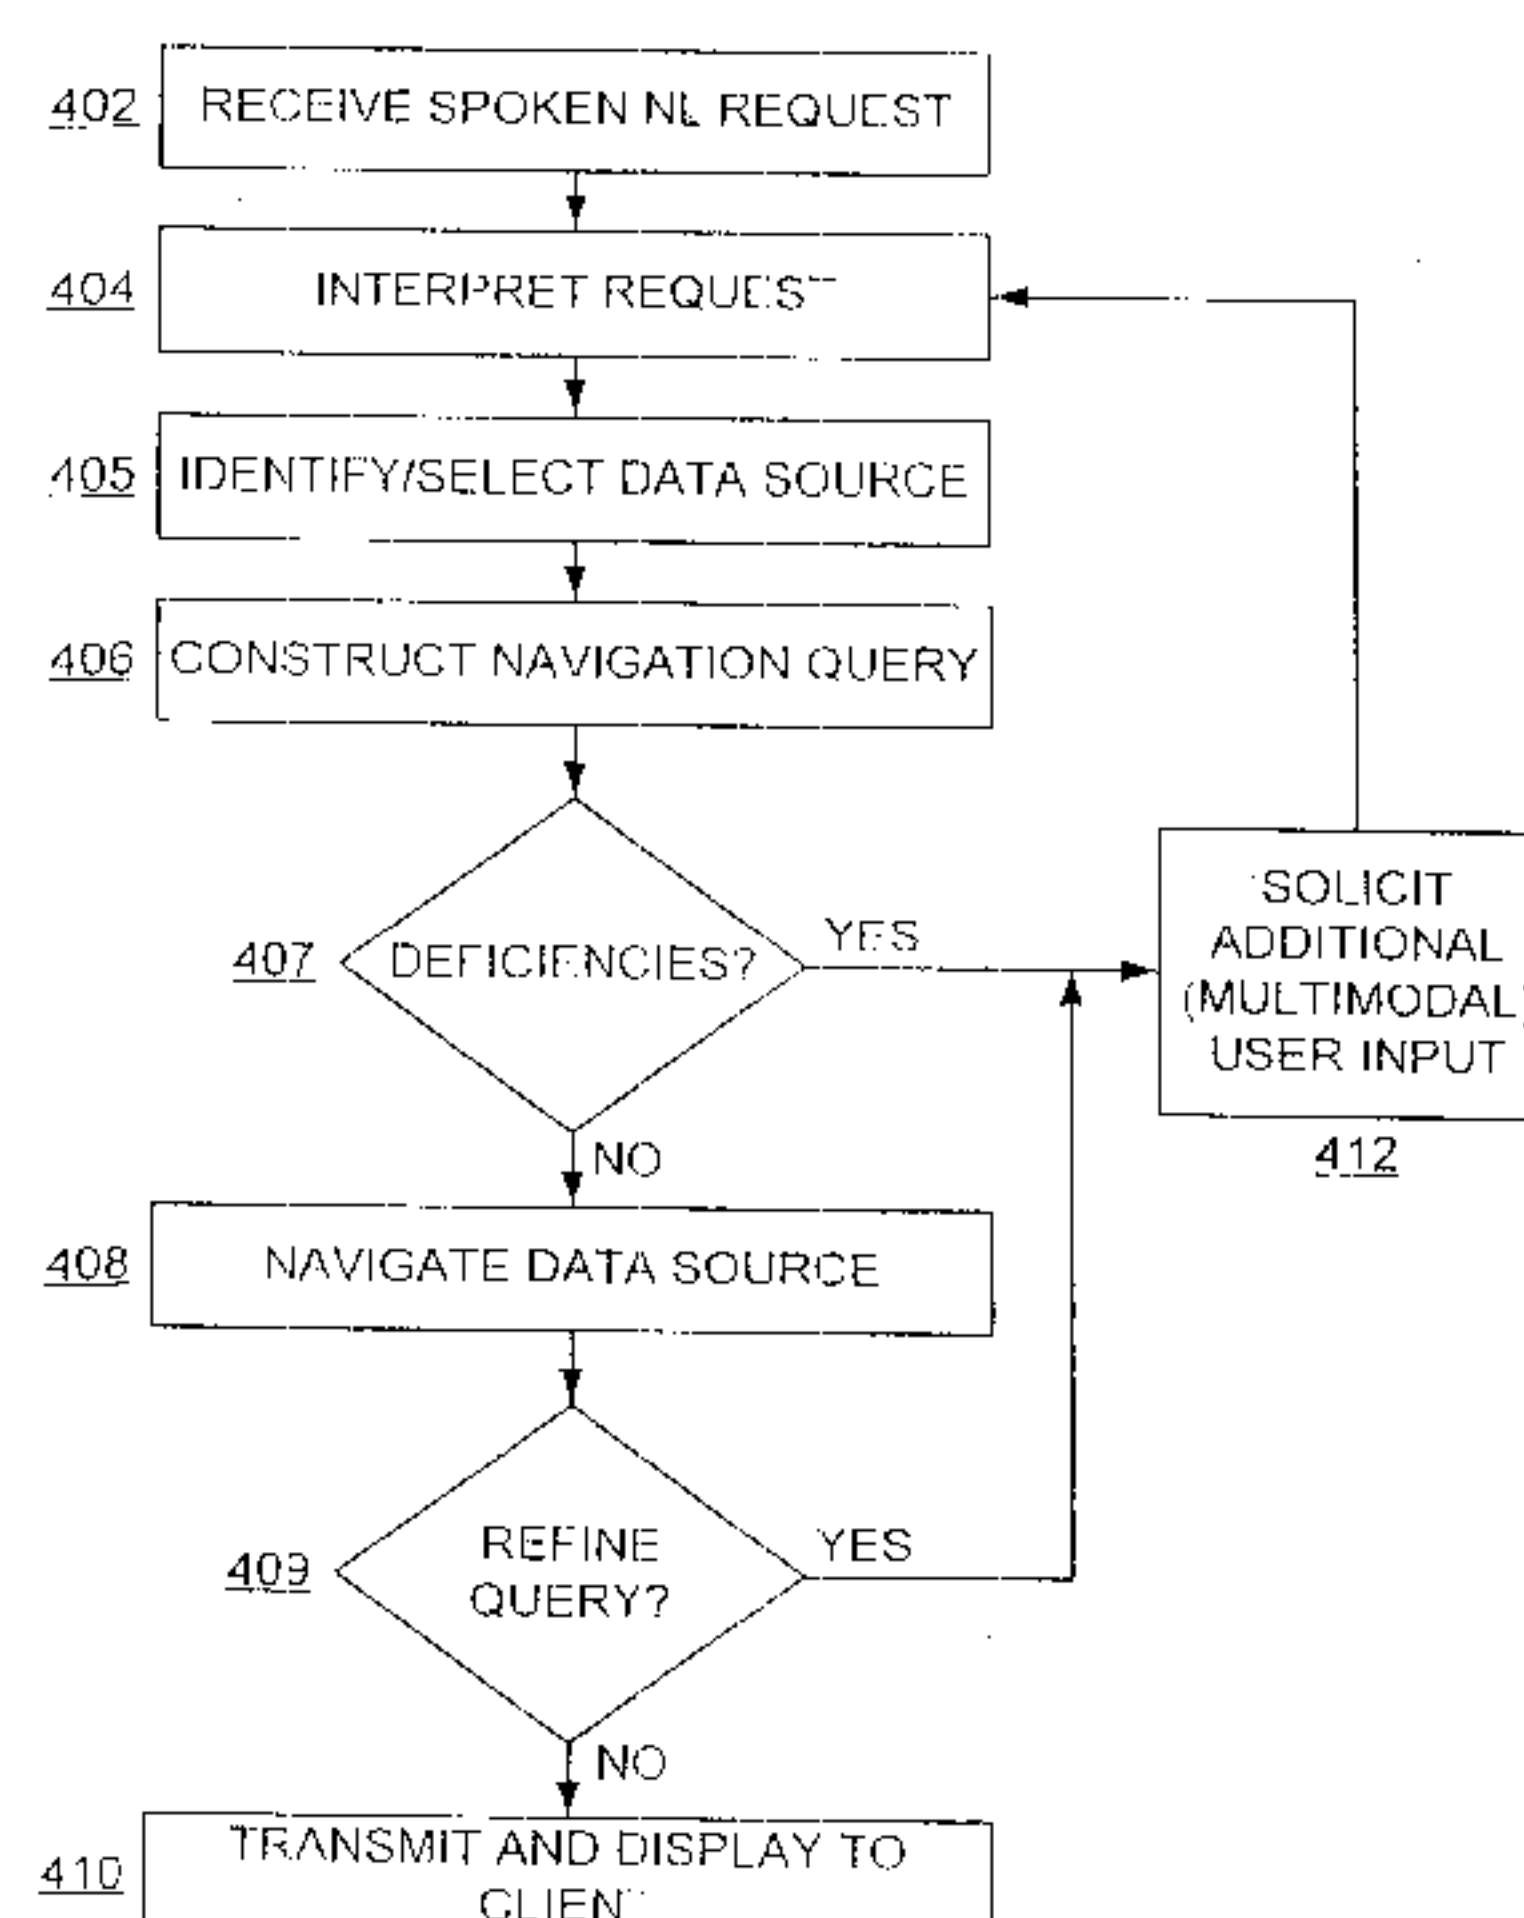 402 RECEIVE SPOKEN NL REQUEST
404 INTERPRET REQUEST
405 IDENTIFY/SELECT DATA SOURCE
406 CONSTRUCT NAVIGATION QUERY
407 DEFICIENCIES? YES
SOLICIT
ADDITIONAL
(MULTIMODAL)
USER INPUT
412
NO
408 NAVIGATE DATA SOURCE
409 REFINE
QUERY?
YES
NO
410 TRANSMIT AND DISPLAY TO
CLIENT